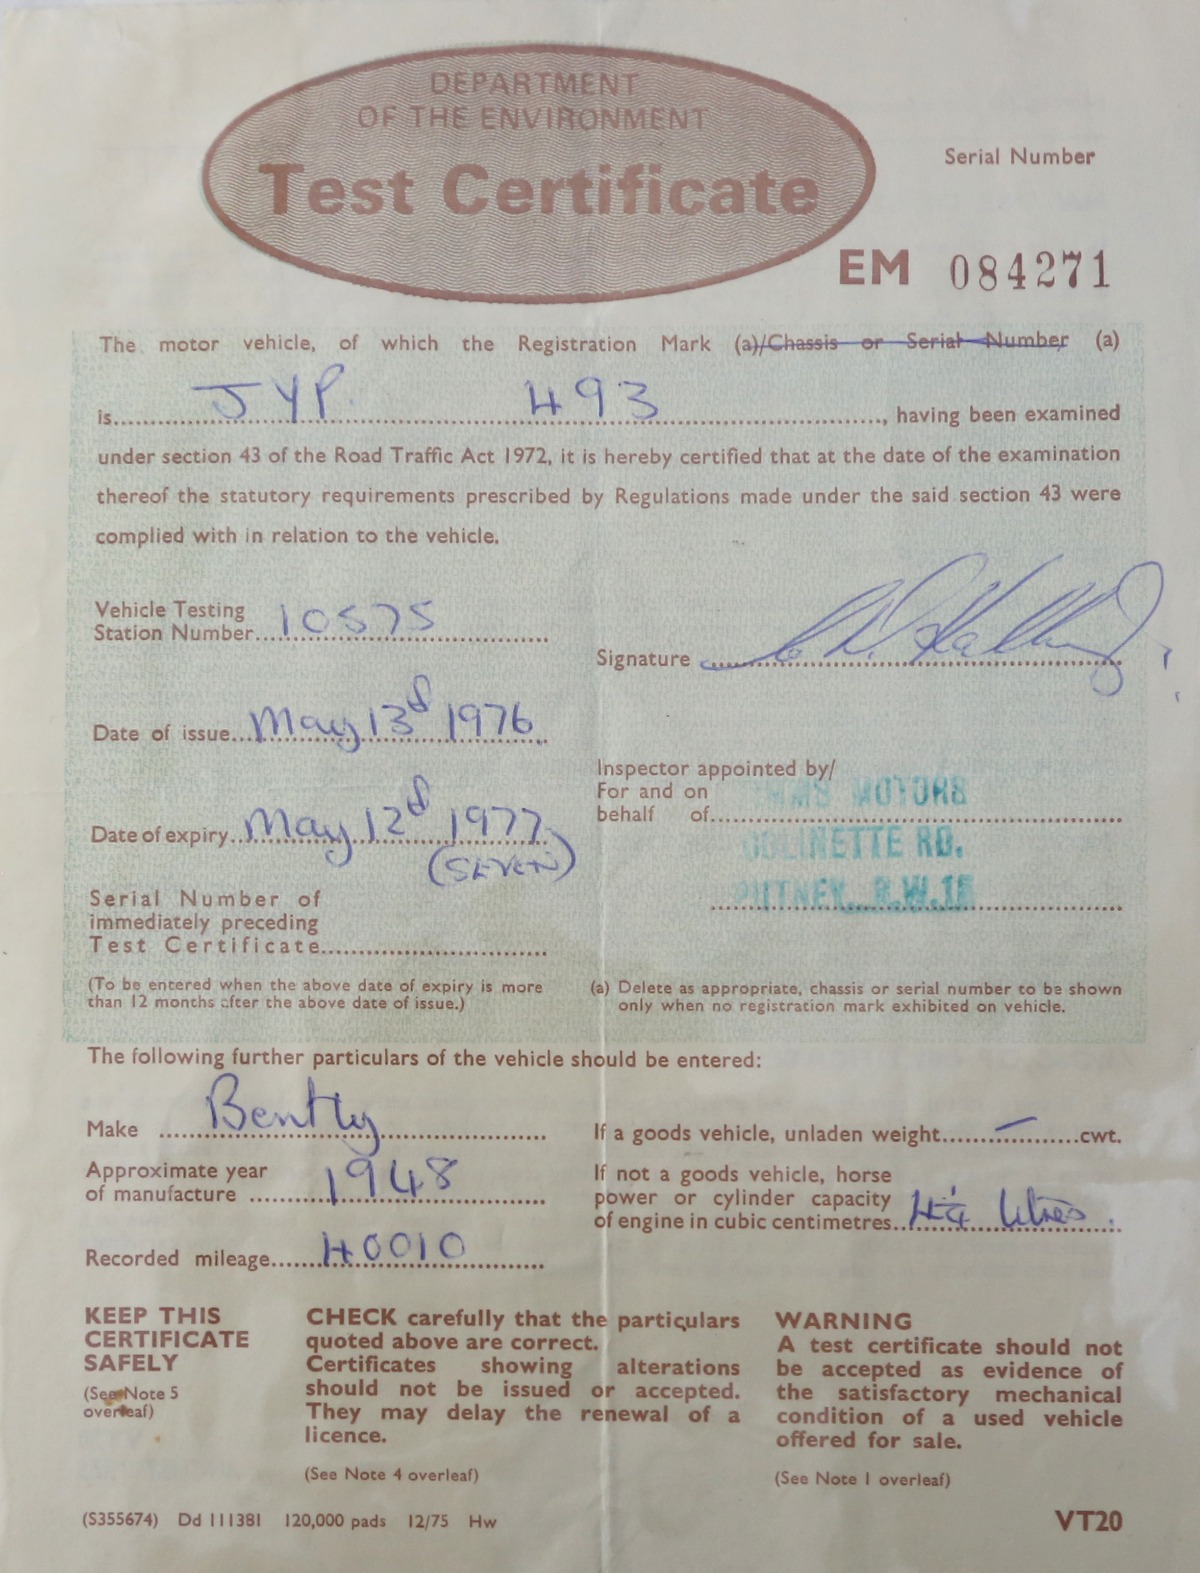 DEPARTMENT
OF THE ENVIRONMENT
Test Certificate
Serial Number
EM 084271
The motor vehicle, of which the Registration Mark (a)/Chassis or Serial Number (a)
is JYP. 493, having been examined
under section 43 of the Road Traffic Act 1972, it is hereby certified that at the date of the examination
thereof the statutory requirements prescribed by Regulations made under the said section 43 were
complied with in relation to the vehicle.
Vehicle Testing
Station Number 10575
Signature
Date of issue May 13d 1976
Date of expiry May 12d 1977
(SEVEN)
Serial Number of
immediately preceding
Test Certificate
(To be entered when the above date of expiry is more
than 12 months after the above date of issue.)
Inspector appointed by/
For and on
behalf of MOTORS
COLINETTE RD.
PUTNEY. S.W.15
(a) Delete as appropriate, chassis or serial number to be shown
only when no registration mark exhibited on vehicle.
The following further particulars of the vehicle should be entered:
Make Bently
Approximate year
of manufacture 1948
Recorded mileage 40010
If a goods vehicle, unladen weight — cwt.
If not a goods vehicle, horse
power or cylinder capacity
of engine in cubic centimetres 4¼ litres.
KEEP THIS
CERTIFICATE
SAFELY
(See Note 5
overleaf)
CHECK carefully that the particulars
quoted above are correct.
Certificates showing alterations
should not be issued or accepted.
They may delay the renewal of a
licence.
(See Note 4 overleaf)
WARNING
A test certificate should not
be accepted as evidence of
the satisfactory mechanical
condition of a used vehicle
offered for sale.
(See Note 1 overleaf)
(S355674) Dd 111381 120,000 pads 12/75 Hw
VT20